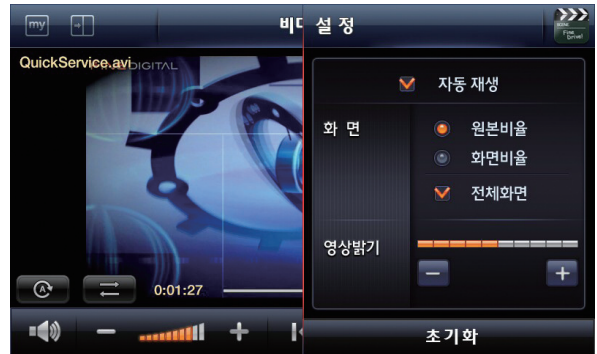 my
비디
설 정
QuickService.avi
DIGITAL
자동 재생
화 면
원본비율
화면비율
전체화면
영상밝기
A
0:01:27
초기화